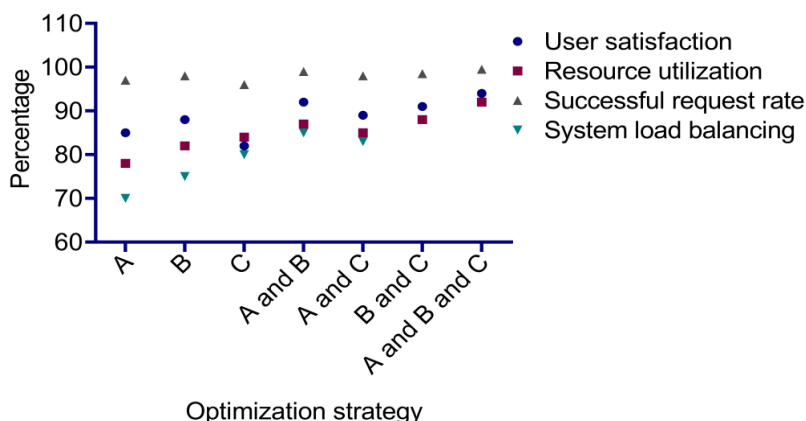 110
100
90
80
70
60
Percentage
A
B
C
A and B
A and C
B and C
A and B and C
Optimization strategy
User satisfaction
Resource utilization
Successful request rate
System load balancing